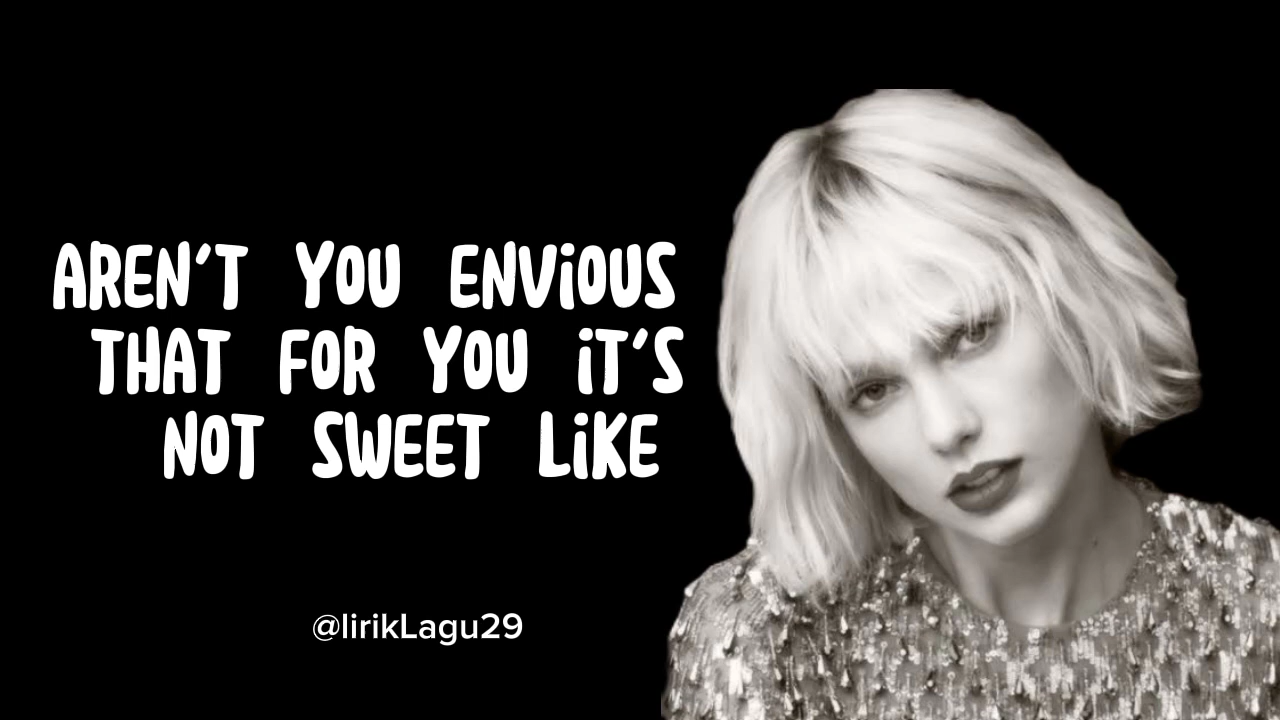 AREN'T YOU ENViOUS
THAT FOR YOU iT'S
NOT SWEET LiKE
@lirikLagu29